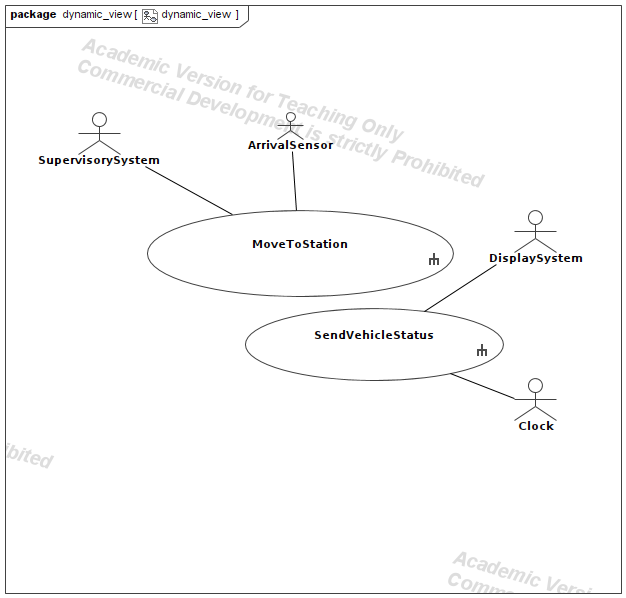 package dynamic_view [ dynamic_view ]
Academic Version for Teaching Only
Commercial Development is strictly Prohibited
ArrivalSensor
SupervisorySystem
MoveToStation
DisplaySystem
SendVehicleStatus
Clock
ibited
Academic Versi
Comme